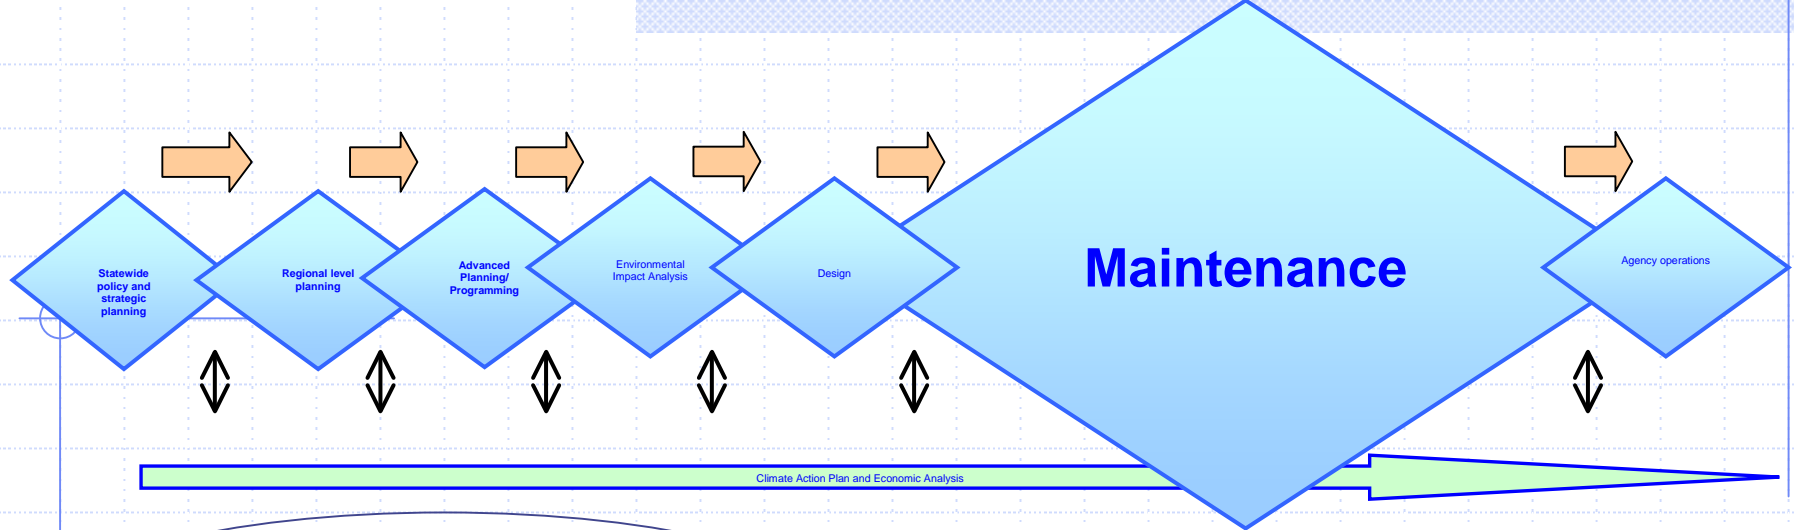 Statewide
policy and
strategic
planning
Regional level
planning
Advanced
Planning/
Programming
Environmental
Impact Analysis
Design
Maintenance
Agency operations
Climate Action Plan and Economic Analysis